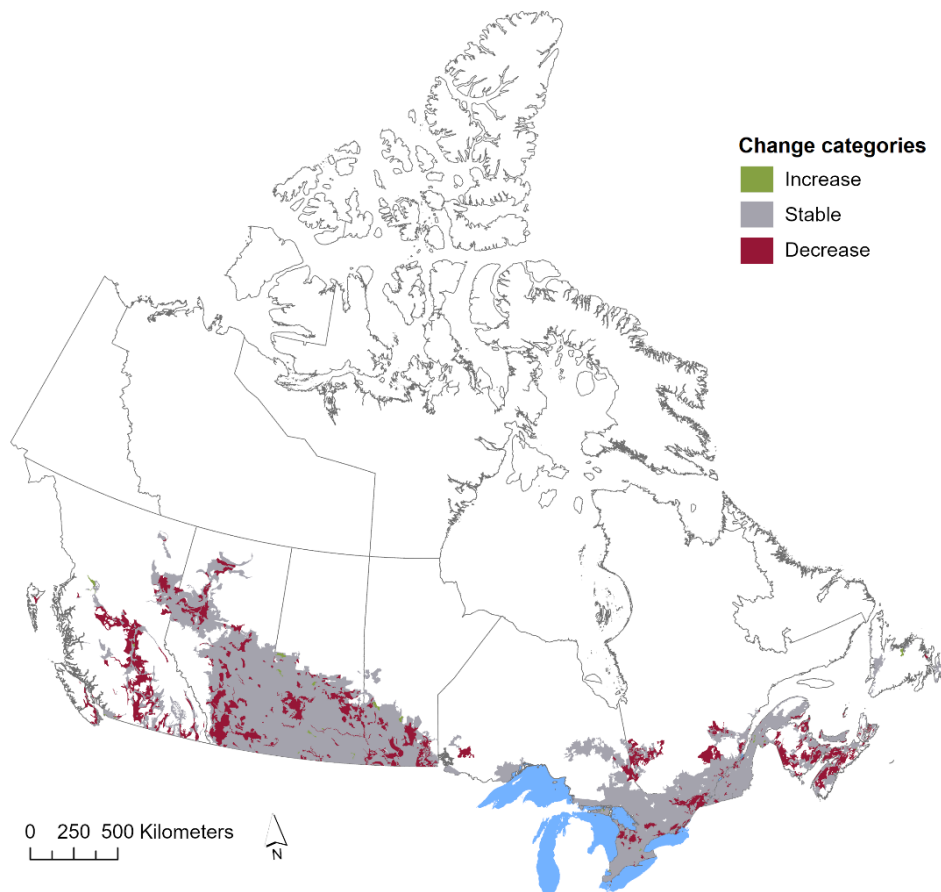 Change categories
Increase
Stable
Decrease
0 250 500 Kilometers
N